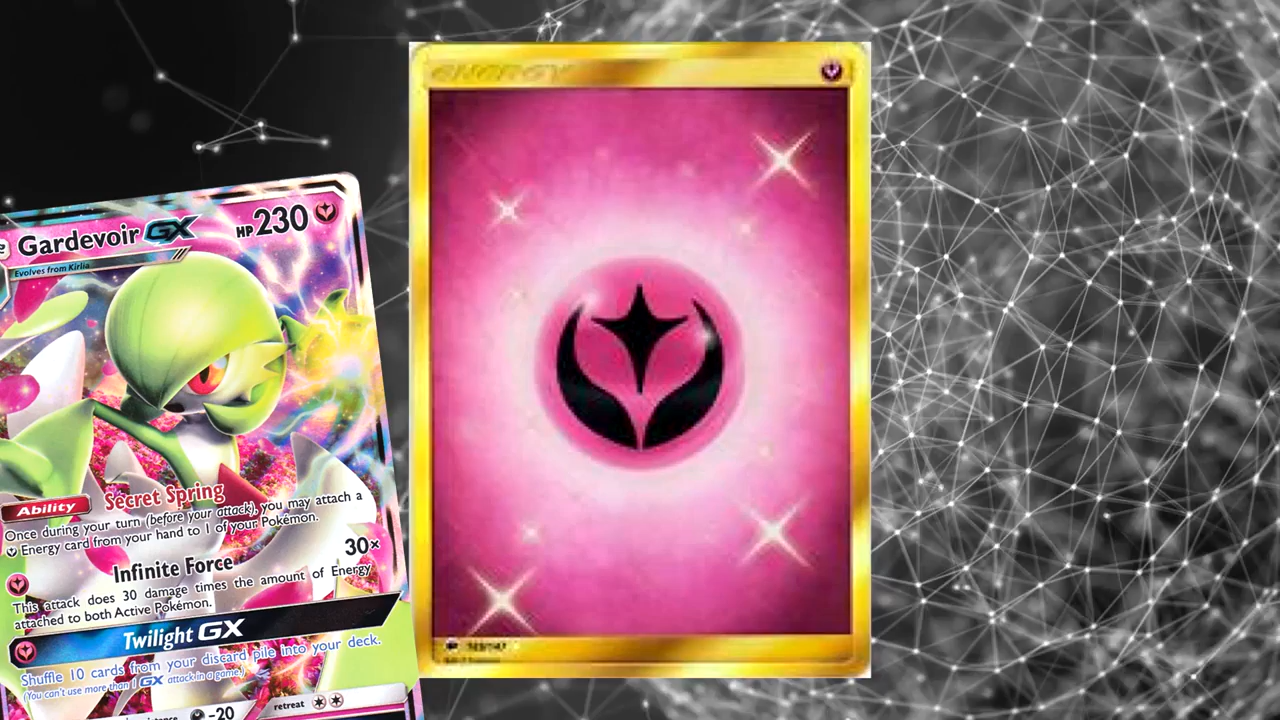 Gardevoir GX HP 230
Evolves from Kirlia
Ability Secret Spring
Once during your turn (before your attack), you may attach a
Energy card from your hand to 1 of your Pokémon.
Infinite Force 30×
This attack does 30 damage times the amount of Energy
attached to both Active Pokémon.
Twilight GX
Shuffle 10 cards from your discard pile into your deck.
(You can't use more than 1 GX attack in a game.)
-20 retreat
ENERGY